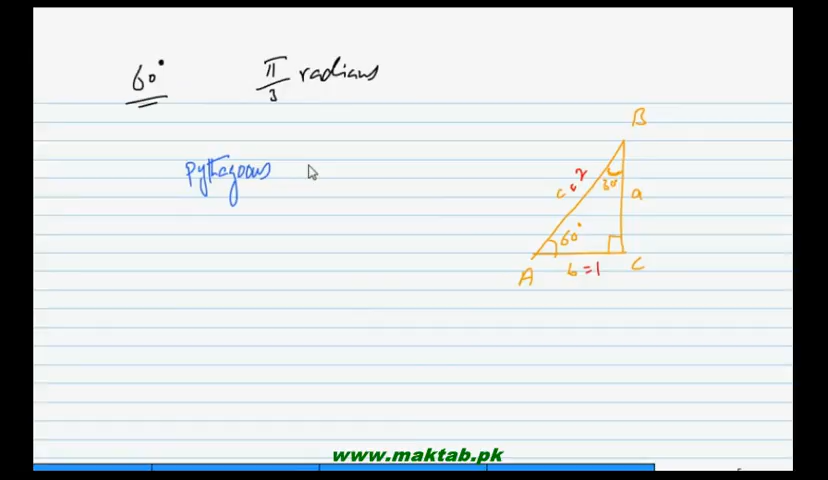 60°
π/3 radians
pythagoras
B
c = 2
30°
a
60°
A
b = 1
C
www.maktab.pk